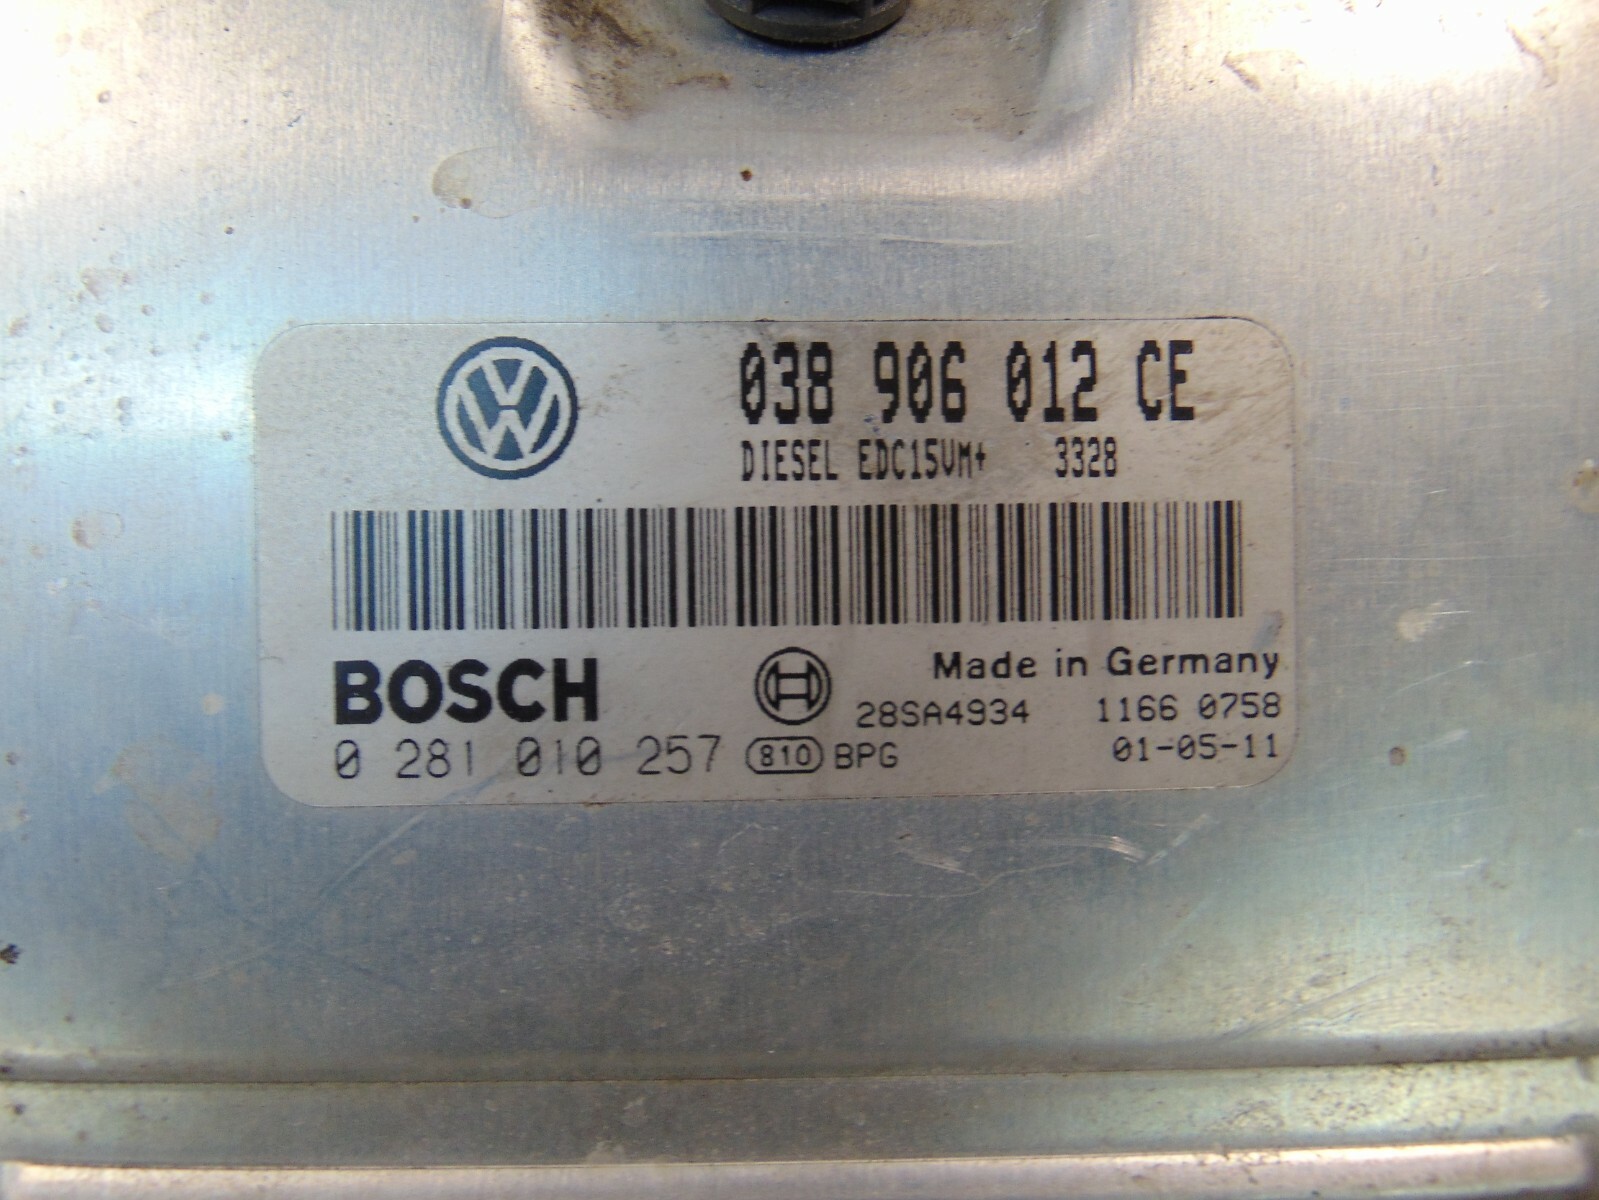 038 906 012 CE
DIESEL EDC15VM+ 3328
BOSCH
Made in Germany
28SA4934 1166 0758
0 281 010 257 810 BPG 01-05-11